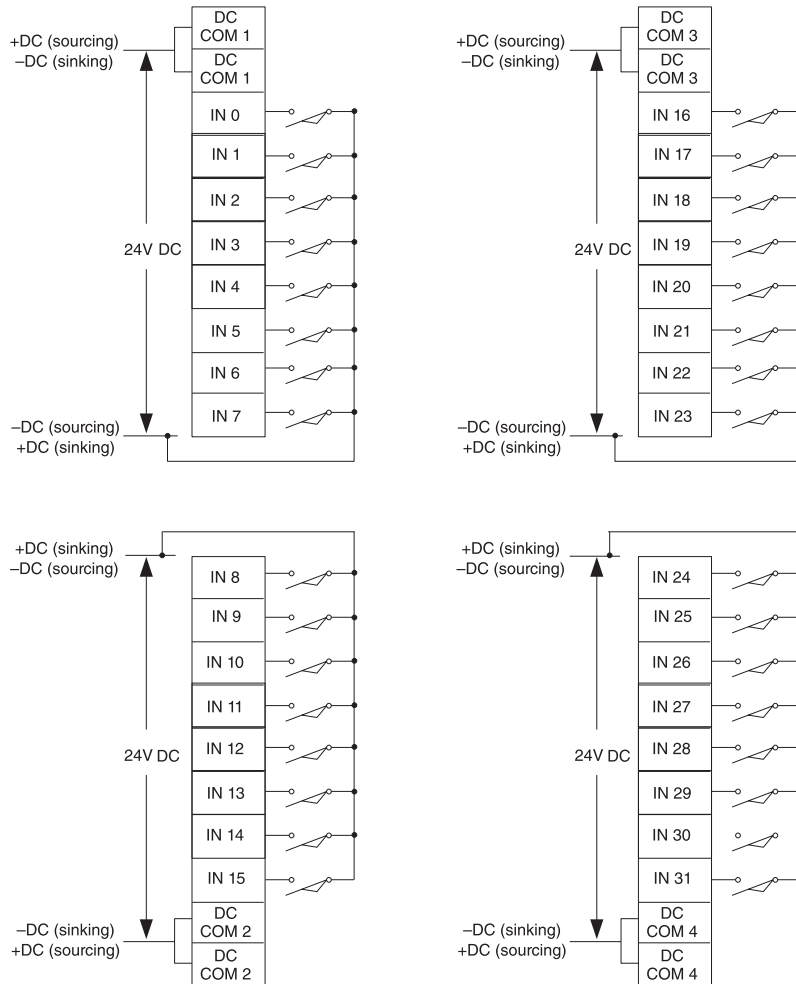 +DC (sourcing)
–DC (sinking)
DC
COM 1
DC
COM 1
IN 0
IN 1
IN 2
IN 3
IN 4
IN 5
IN 6
IN 7
24V DC
–DC (sourcing)
+DC (sinking)
+DC (sourcing)
–DC (sinking)
DC
COM 3
DC
COM 3
IN 16
IN 17
IN 18
IN 19
IN 20
IN 21
IN 22
IN 23
24V DC
–DC (sourcing)
+DC (sinking)
+DC (sinking)
–DC (sourcing)
IN 8
IN 9
IN 10
IN 11
IN 12
IN 13
IN 14
IN 15
DC
COM 2
DC
COM 2
24V DC
–DC (sinking)
+DC (sourcing)
+DC (sinking)
–DC (sourcing)
IN 24
IN 25
IN 26
IN 27
IN 28
IN 29
IN 30
IN 31
DC
COM 4
DC
COM 4
24V DC
–DC (sinking)
+DC (sourcing)